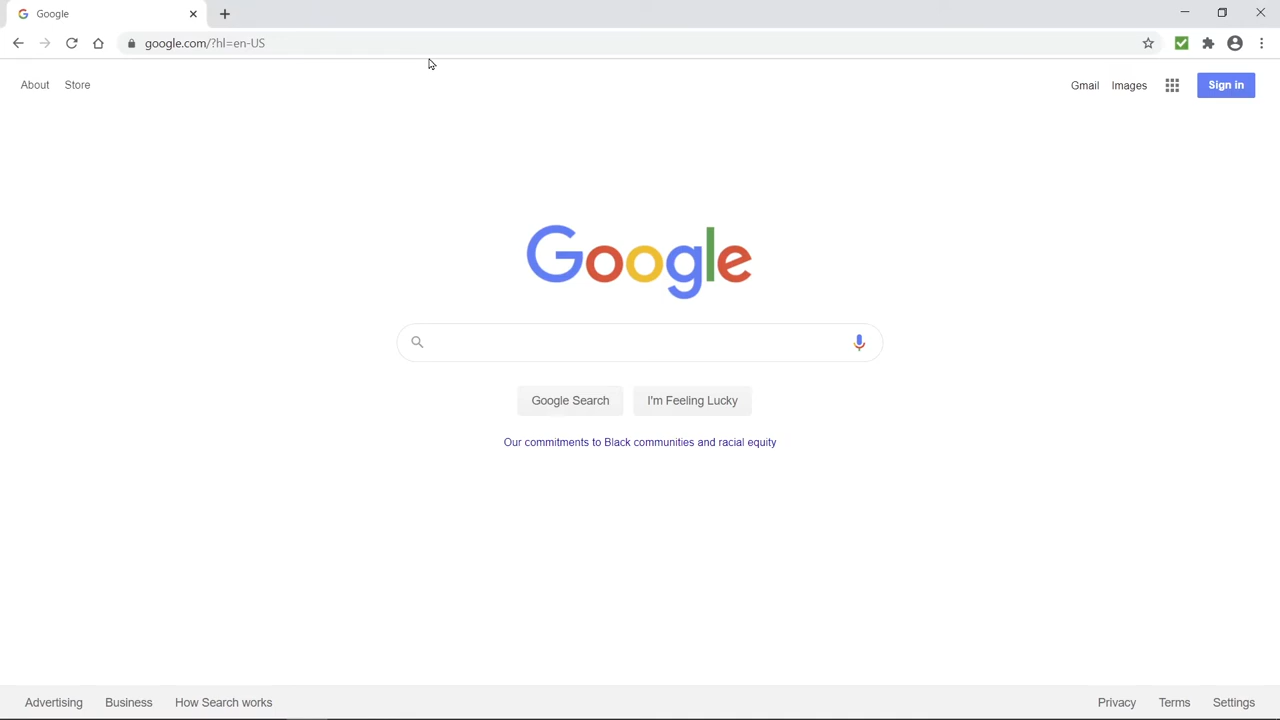 Google
google.com/?hl=en-US
About Store Gmail Images Sign in
Google
Google Search I'm Feeling Lucky
Our commitments to Black communities and racial equity
Advertising Business How Search works Privacy Terms Settings